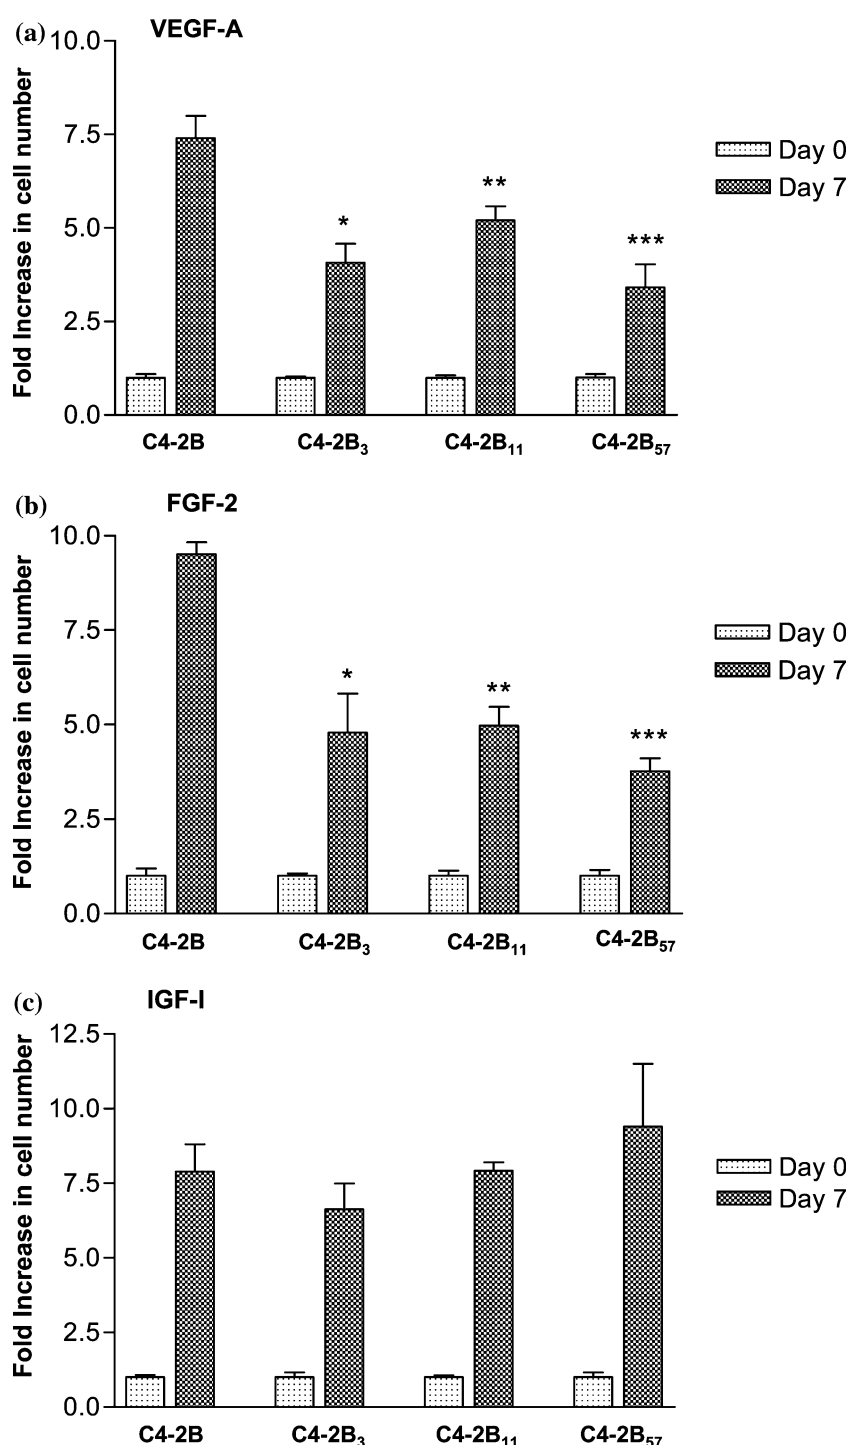 (a) VEGF-A
Fold Increase in cell number
10.0
7.5
5.0
2.5
0.0
* ** ***
Day 0
Day 7
C4-2B C4-2B3 C4-2B11 C4-2B57
(b) FGF-2
Fold Increase in cell number
10.0
7.5
5.0
2.5
0.0
* ** ***
Day 0
Day 7
C4-2B C4-2B3 C4-2B11 C4-2B57
(c) IGF-I
Fold Increase in cell number
12.5
10.0
7.5
5.0
2.5
0.0
Day 0
Day 7
C4-2B C4-2B3 C4-2B11 C4-2B57